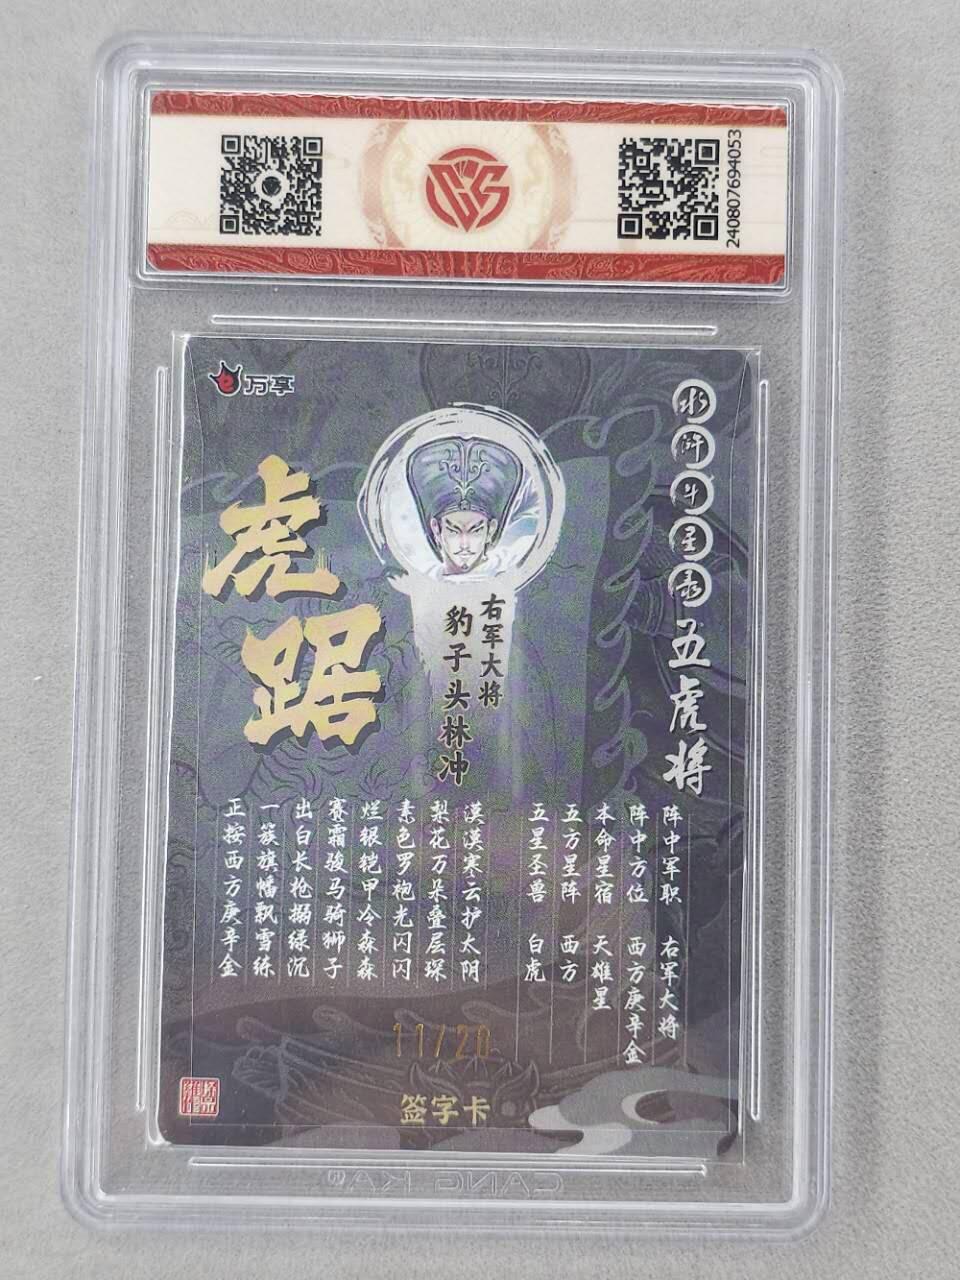 240807694053
万享
水浒斗星录 五虎将
虎踞
右军大将
豹子头林冲
阵中军职 右军大将
阵中方位 西方庚辛金
本命星宿 天雄星
五方星阵 西方
五星圣兽 白虎
漠漠寒云护太阴
梨花万朵叠层琛
素色罗袍光闪闪
烂银铠甲冷森森
赛霜骏马骑狮子
出白长枪搦绿沉
一簇旗幡飘雪练
正按西方庚辛金
11/20
签字卡
CANG KA